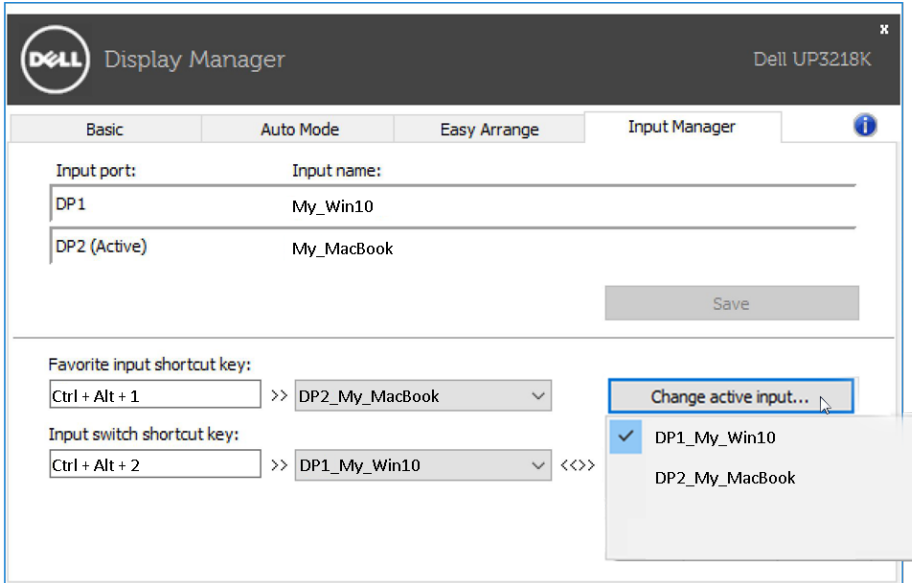 DELL Display Manager Dell UP3218K x
Basic Auto Mode Easy Arrange Input Manager i
Input port: Input name:
DP1 My_Win10
DP2 (Active) My_MacBook
Save
Favorite input shortcut key:
Ctrl + Alt + 1 >> DP2_My_MacBook Change active input...
Input switch shortcut key:
DP1_My_Win10
Ctrl + Alt + 2 >> DP1_My_Win10 <<>>
DP2_My_MacBook